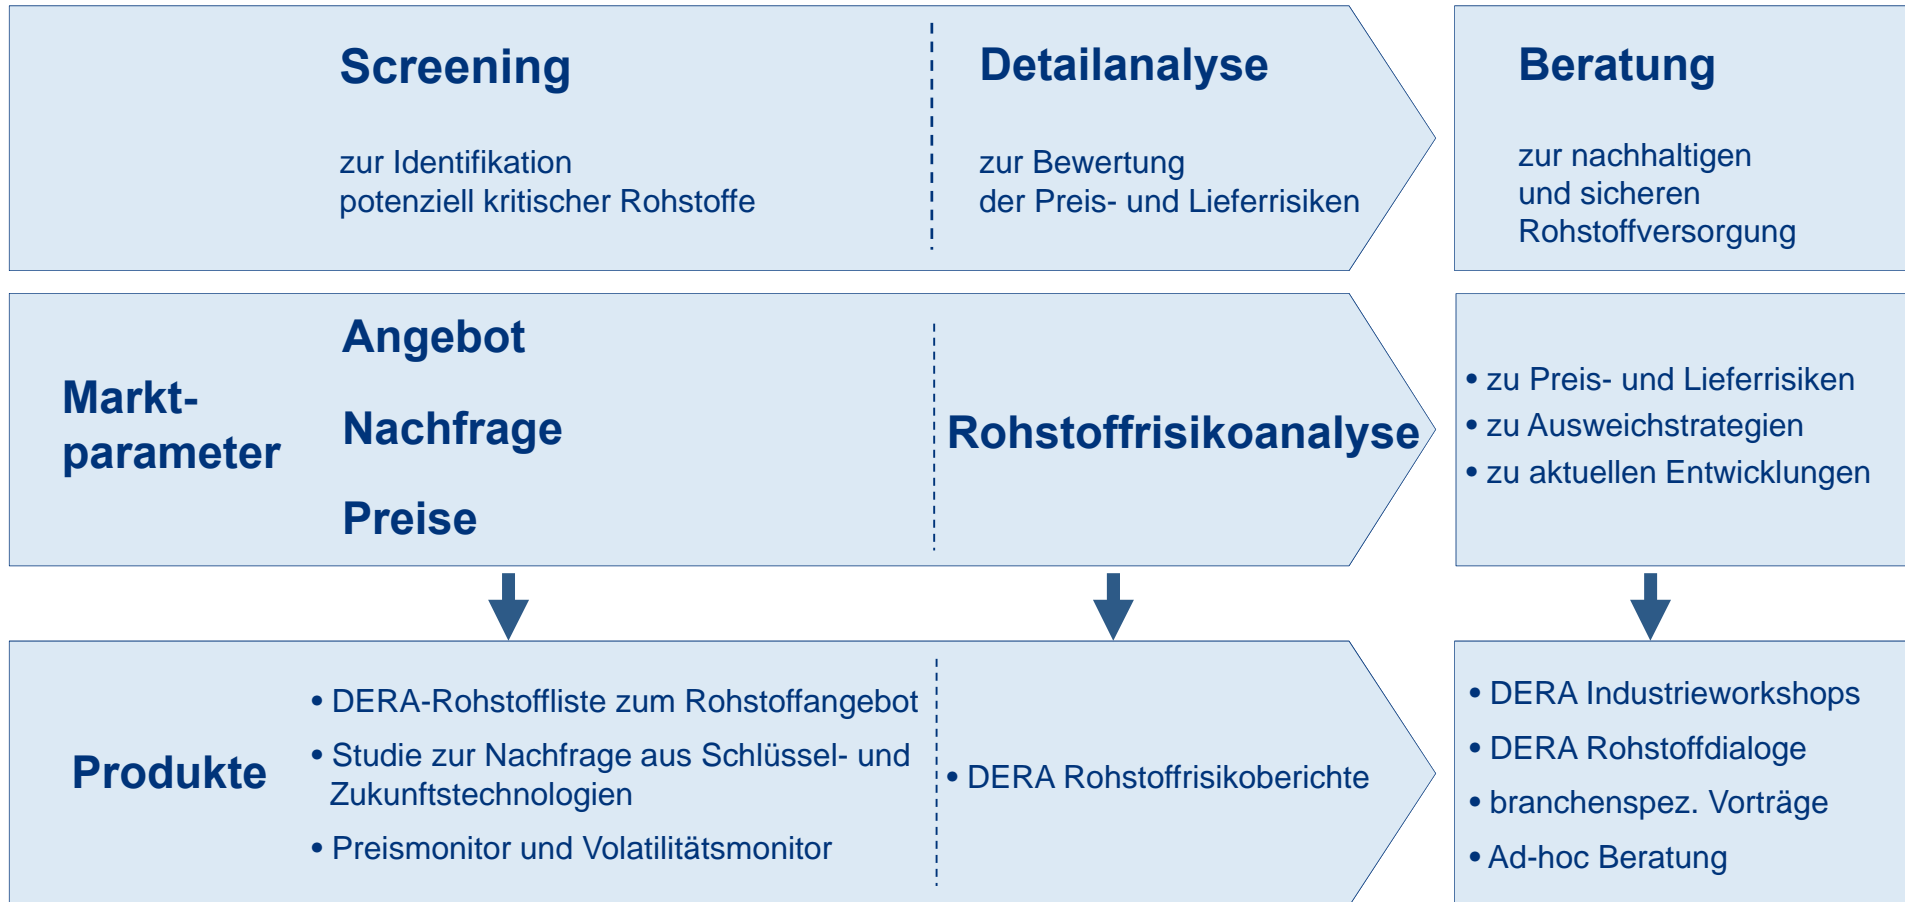 Screening
zur Identifikation
potenziell kritischer Rohstoffe
Detailanalyse
zur Bewertung
der Preis- und Lieferrisiken
Beratung
zur nachhaltigen
und sicheren
Rohstoffversorgung
Markt-
parameter
Angebot
Nachfrage
Preise
Rohstoffrisikoanalyse
• zu Preis- und Lieferrisiken
• zu Ausweichstrategien
• zu aktuellen Entwicklungen
Produkte
• DERA-Rohstoffliste zum Rohstoffangebot
• Studie zur Nachfrage aus Schlüssel- und
Zukunftstechnologien
• Preismonitor und Volatilitätsmonitor
• DERA Rohstoffrisikoberichte
• DERA Industrieworkshops
• DERA Rohstoffdialoge
• branchenspez. Vorträge
• Ad-hoc Beratung